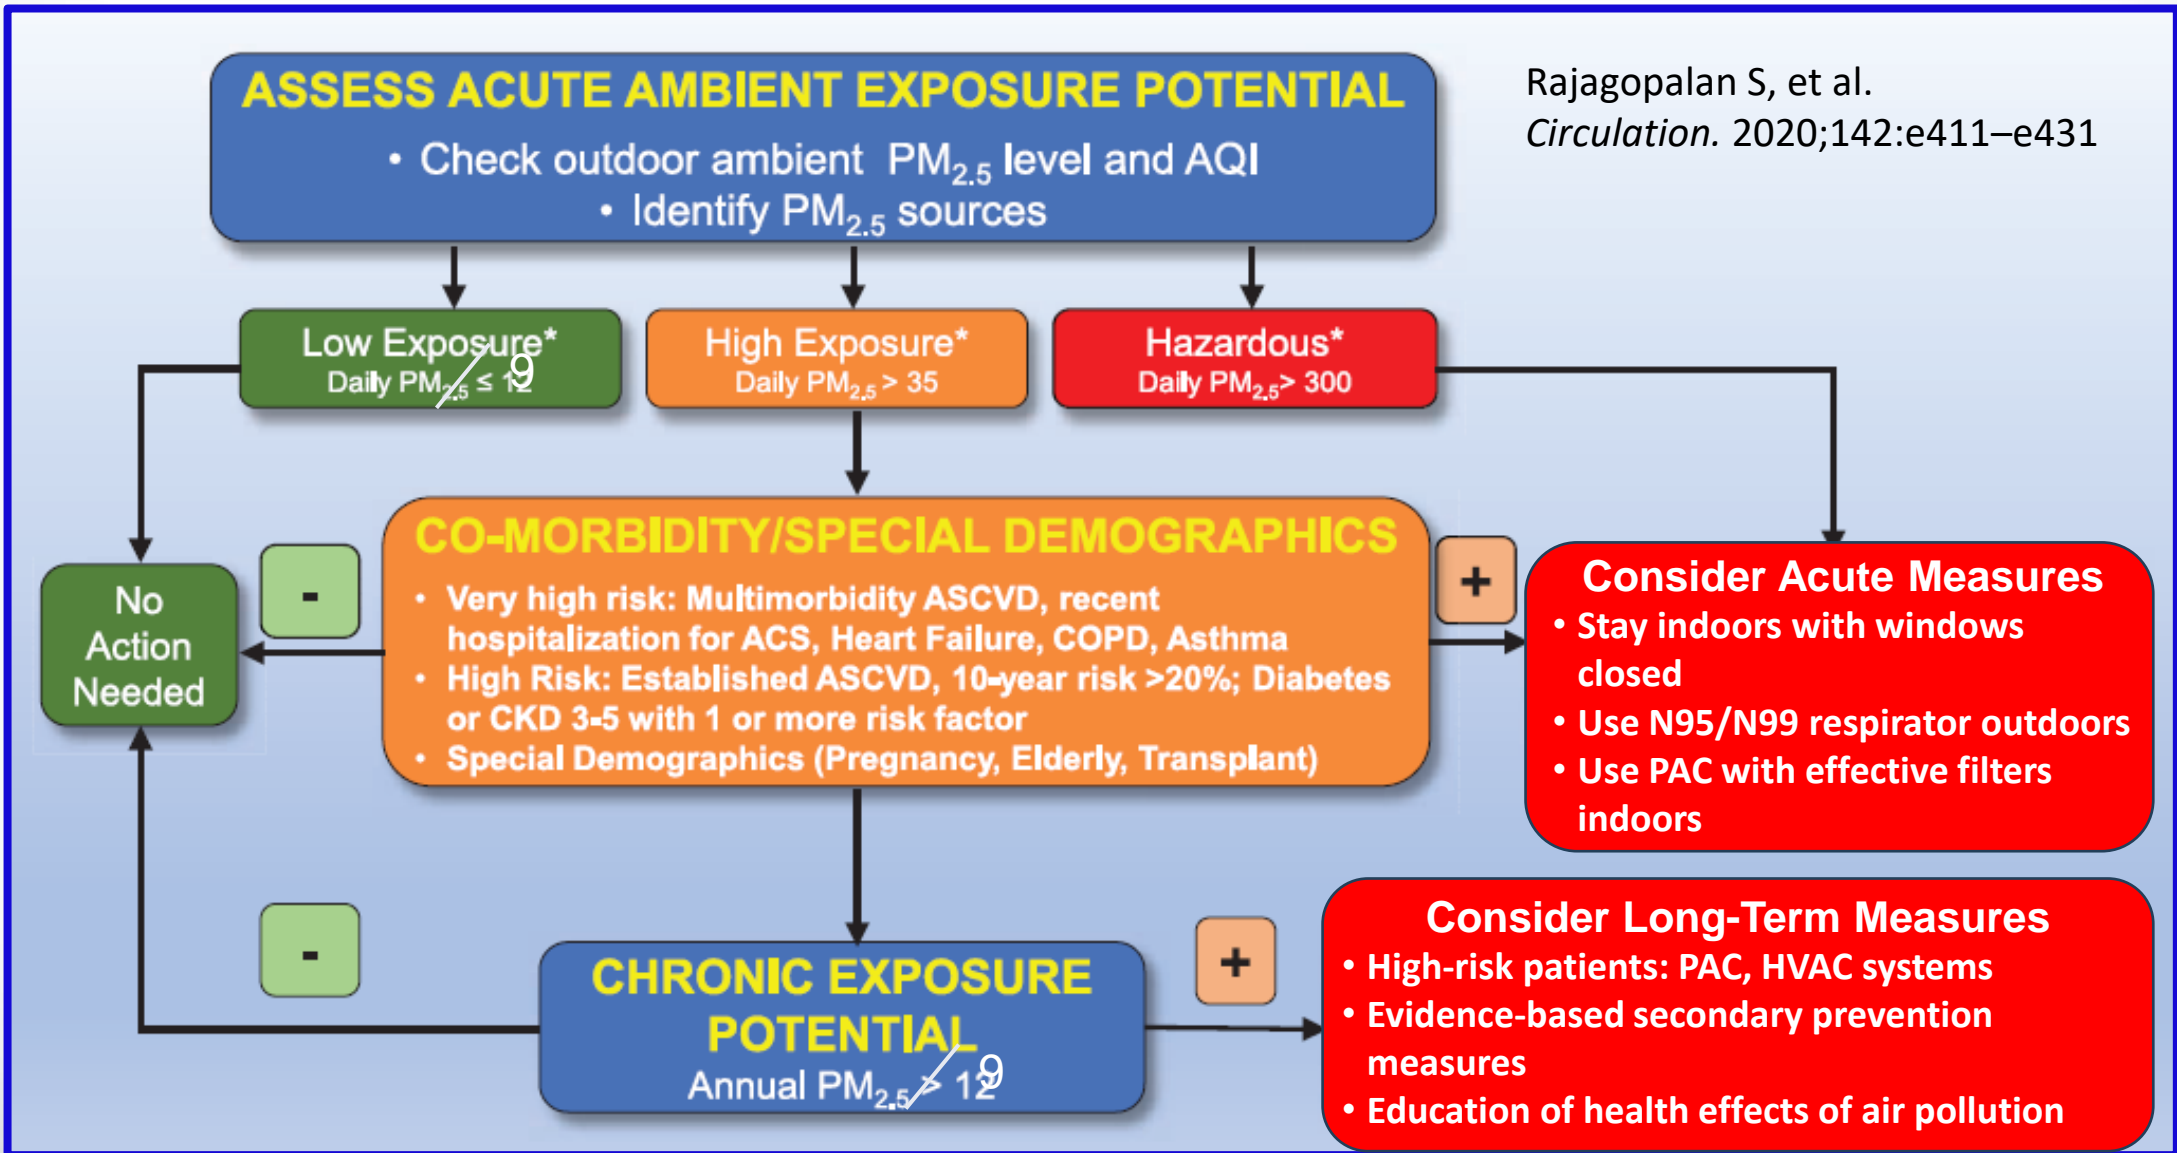 ASSESS ACUTE AMBIENT EXPOSURE POTENTIAL
• Check outdoor ambient PM2.5 level and AQI
• Identify PM2.5 sources
Rajagopalan S, et al.
Circulation. 2020;142:e411–e431
Low Exposure*
Daily PM2.5 ≤ 12
9
High Exposure*
Daily PM2.5 > 35
Hazardous*
Daily PM2.5> 300
No
Action
Needed
-
CO-MORBIDITY/SPECIAL DEMOGRAPHICS
• Very high risk: Multimorbidity ASCVD, recent
hospitalization for ACS, Heart Failure, COPD, Asthma
• High Risk: Established ASCVD, 10-year risk >20%; Diabetes
or CKD 3-5 with 1 or more risk factor
• Special Demographics (Pregnancy, Elderly, Transplant)
+
Consider Acute Measures
• Stay indoors with windows
closed
• Use N95/N99 respirator outdoors
• Use PAC with effective filters
indoors
-
CHRONIC EXPOSURE
POTENTIAL
Annual PM2.5 > 12
9
+
Consider Long-Term Measures
• High-risk patients: PAC, HVAC systems
• Evidence-based secondary prevention
measures
• Education of health effects of air pollution